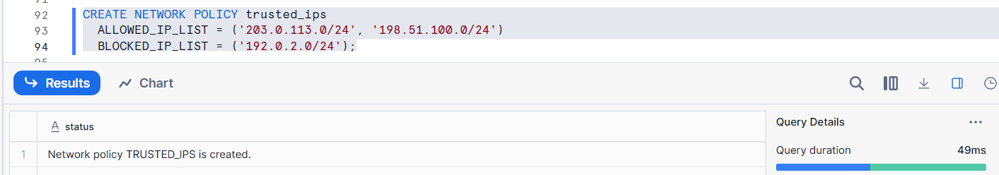 92 CREATE NETWORK POLICY trusted_ips
93 ALLOWED_IP_LIST = ('203.0.113.0/24', '198.51.100.0/24')
94 BLOCKED_IP_LIST = ('192.0.2.0/24');
Results Chart
A status
Query Details
1 Network policy TRUSTED_IPS is created.
Query duration 49ms